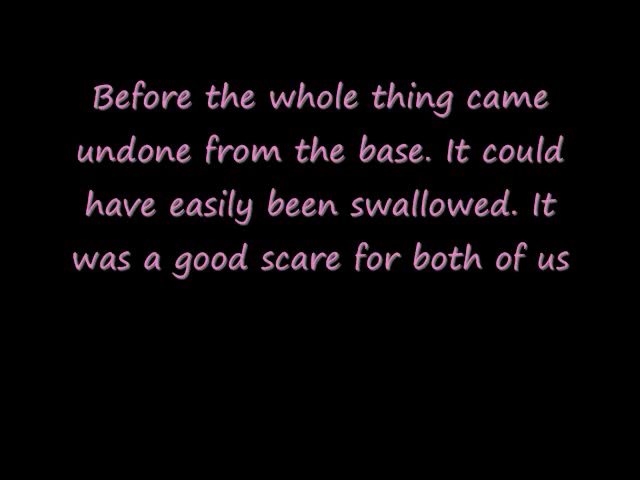 Before the whole thing came
undone from the base. It could
have easily been swallowed. It
was a good scare for both of us